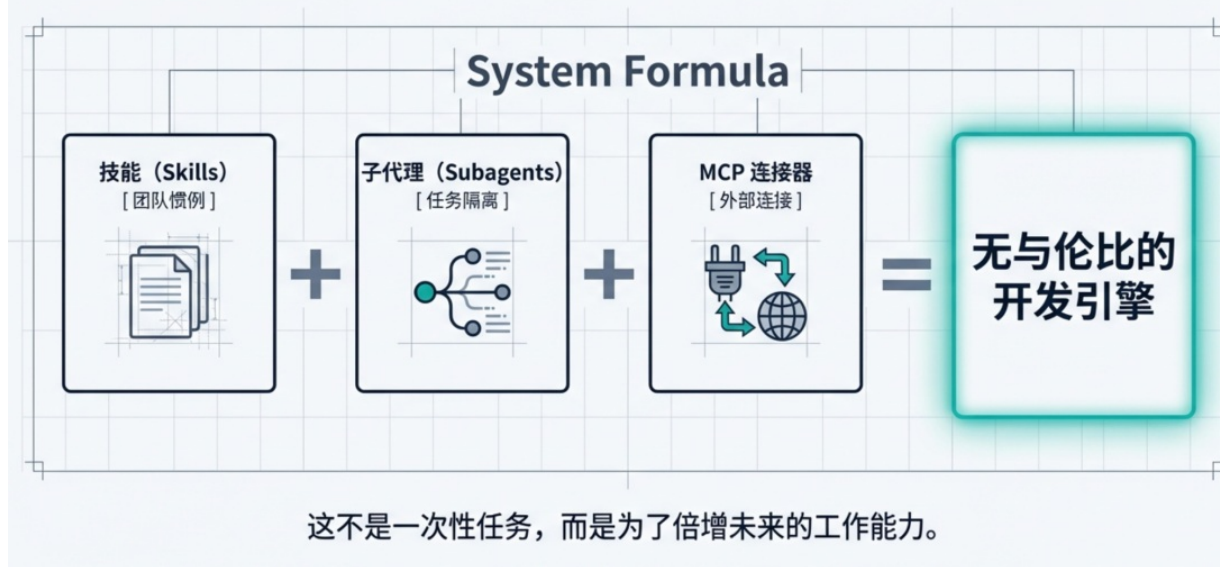 System Formula
技能（Skills）
[ 团队惯例 ]
子代理（Subagents）
[ 任务隔离 ]
MCP 连接器
[ 外部连接 ]
无与伦比的
开发引擎
这不是一次性任务，而是为了倍增未来的工作能力。